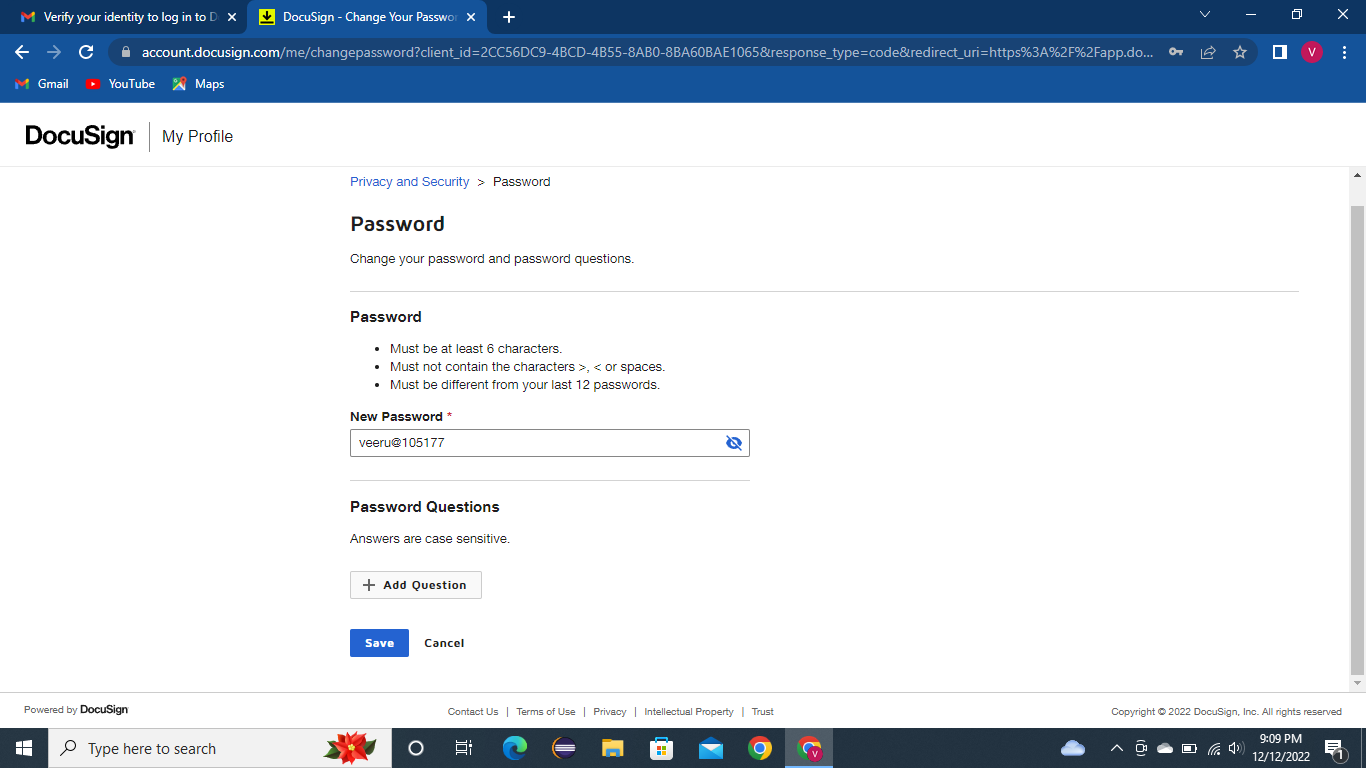 Verify your identity to log in to D
DocuSign - Change Your Passwor
account.docusign.com/me/changepassword?client_id=2CC56DC9-4BCD-4B55-8AB0-8BA60BAE1065&response_type=code&redirect_uri=https%3A%2F%2Fapp.do...
V
Gmail
YouTube
Maps
DocuSign
My Profile
Privacy and Security > Password
Password
Change your password and password questions.
Password
• Must be at least 6 characters.
• Must not contain the characters >, < or spaces.
• Must be different from your last 12 passwords.
New Password *
veeru@105177
Password Questions
Answers are case sensitive.
+ Add Question
Save
Cancel
Powered by DocuSign
Contact Us | Terms of Use | Privacy | Intellectual Property | Trust
Copyright © 2022 DocuSign, Inc. All rights reserved
Type here to search
V
9:09 PM
12/12/2022
1